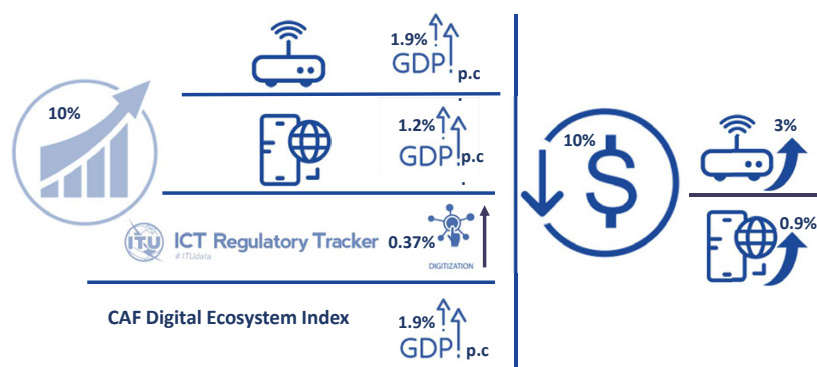 10%
1.9%
GDP p.c.
1.2%
GDP p.c.
ITU ICT Regulatory Tracker
# ITUdata
0.37%
DIGITIZATION
CAF Digital Ecosystem Index
1.9%
GDP p.c
10%
$
3%
0.9%